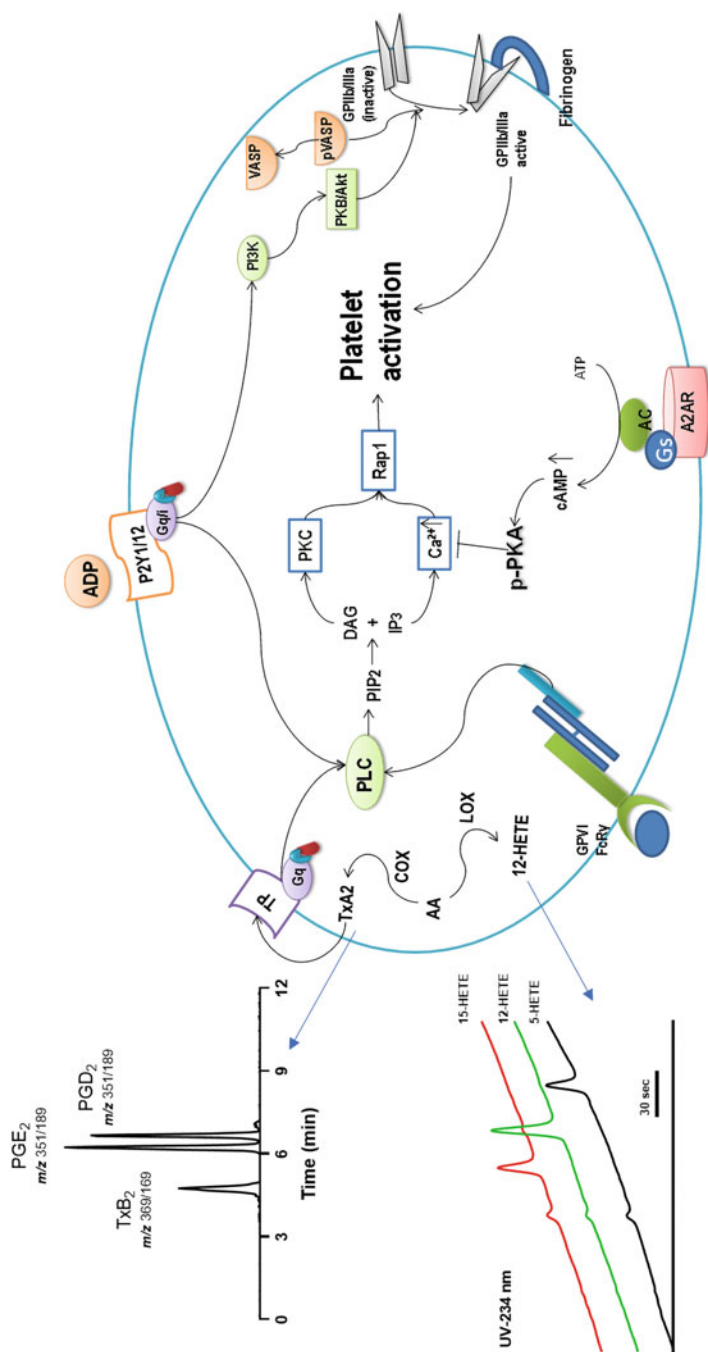 PGE2
m/z 351/189
PGD2
m/z 351/189
TxB2
m/z 369/169
0
3
6
9
12
Time (min)
UV-234 nm
15-HETE
12-HETE
5-HETE
30 sec
ADP
P2Y1/12
Gq/i
TP
Gq
TxA2
COX
AA
LOX
12-HETE
PLC
PIP2
DAG
+
IP3
PKC
Ca2+
Rap1
Platelet
activation
PI3K
PKB/Akt
VASP
pVASP
GPIIb/IIIa
(inactive)
GPIIb/IIIa
active
Fibrinogen
GPVI
FcRγ
p-PKA
cAMP
ATP
AC
Gs
A2AR